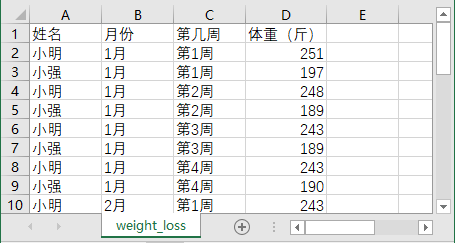 A B C D E
1 姓名 月份 第几周 体重（斤）
2 小明 1月 第1周 251
3 小强 1月 第1周 197
4 小明 1月 第2周 248
5 小强 1月 第2周 189
6 小明 1月 第3周 243
7 小强 1月 第3周 189
8 小明 1月 第4周 243
9 小强 1月 第4周 190
10 小明 2月 第1周 243
weight_loss